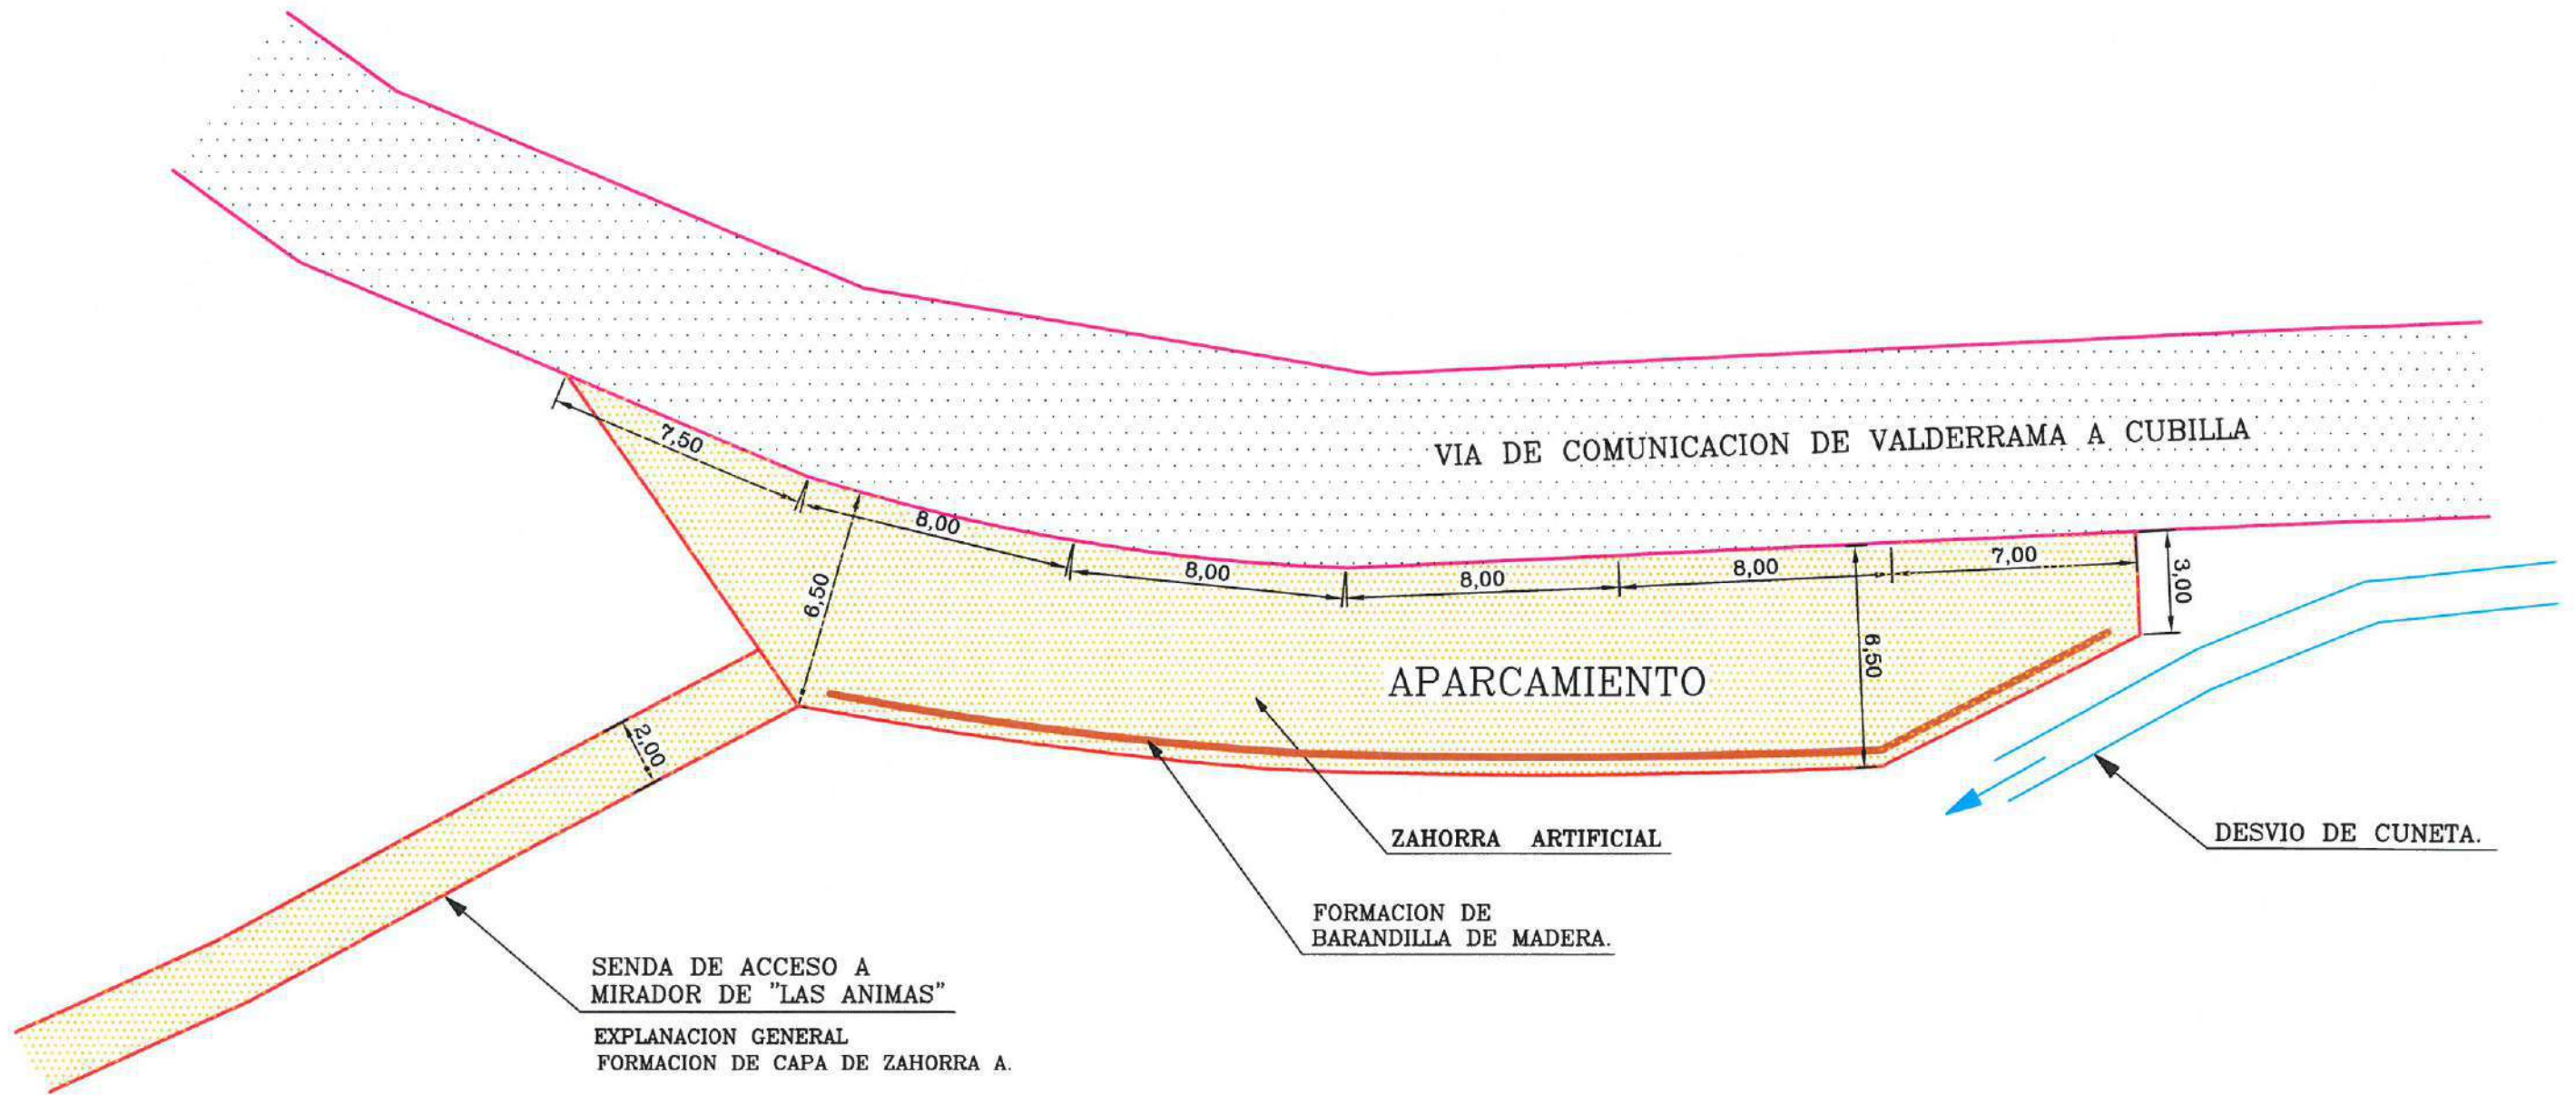 VIA DE COMUNICACION DE VALDERRAMA A CUBILLA
7,50
8,00
8,00
8,00
8,00
7,00
3,00
6,50
6,50
APARCAMIENTO
2,00
ZAHORRA ARTIFICIAL
DESVIO DE CUNETA.
FORMACION DE
BARANDILLA DE MADERA.
SENDA DE ACCESO A
MIRADOR DE "LAS ANIMAS"
EXPLANACION GENERAL
FORMACION DE CAPA DE ZAHORRA A.